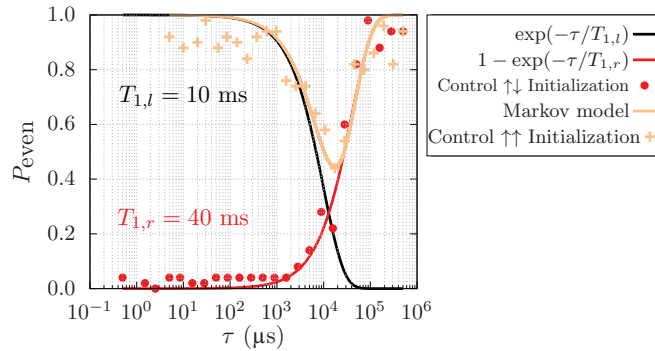 1.0
0.8
0.6
0.4
0.2
0.0
P_even
T_{1,l} = 10 ms
T_{1,r} = 40 ms
10^{−1} 10^0 10^1 10^2 10^3 10^4 10^5 10^6
τ (µs)
exp(−τ/T_{1,l})
1 − exp(−τ/T_{1,r})
Control ↑↓ Initialization
Markov model
Control ↑↑ Initialization